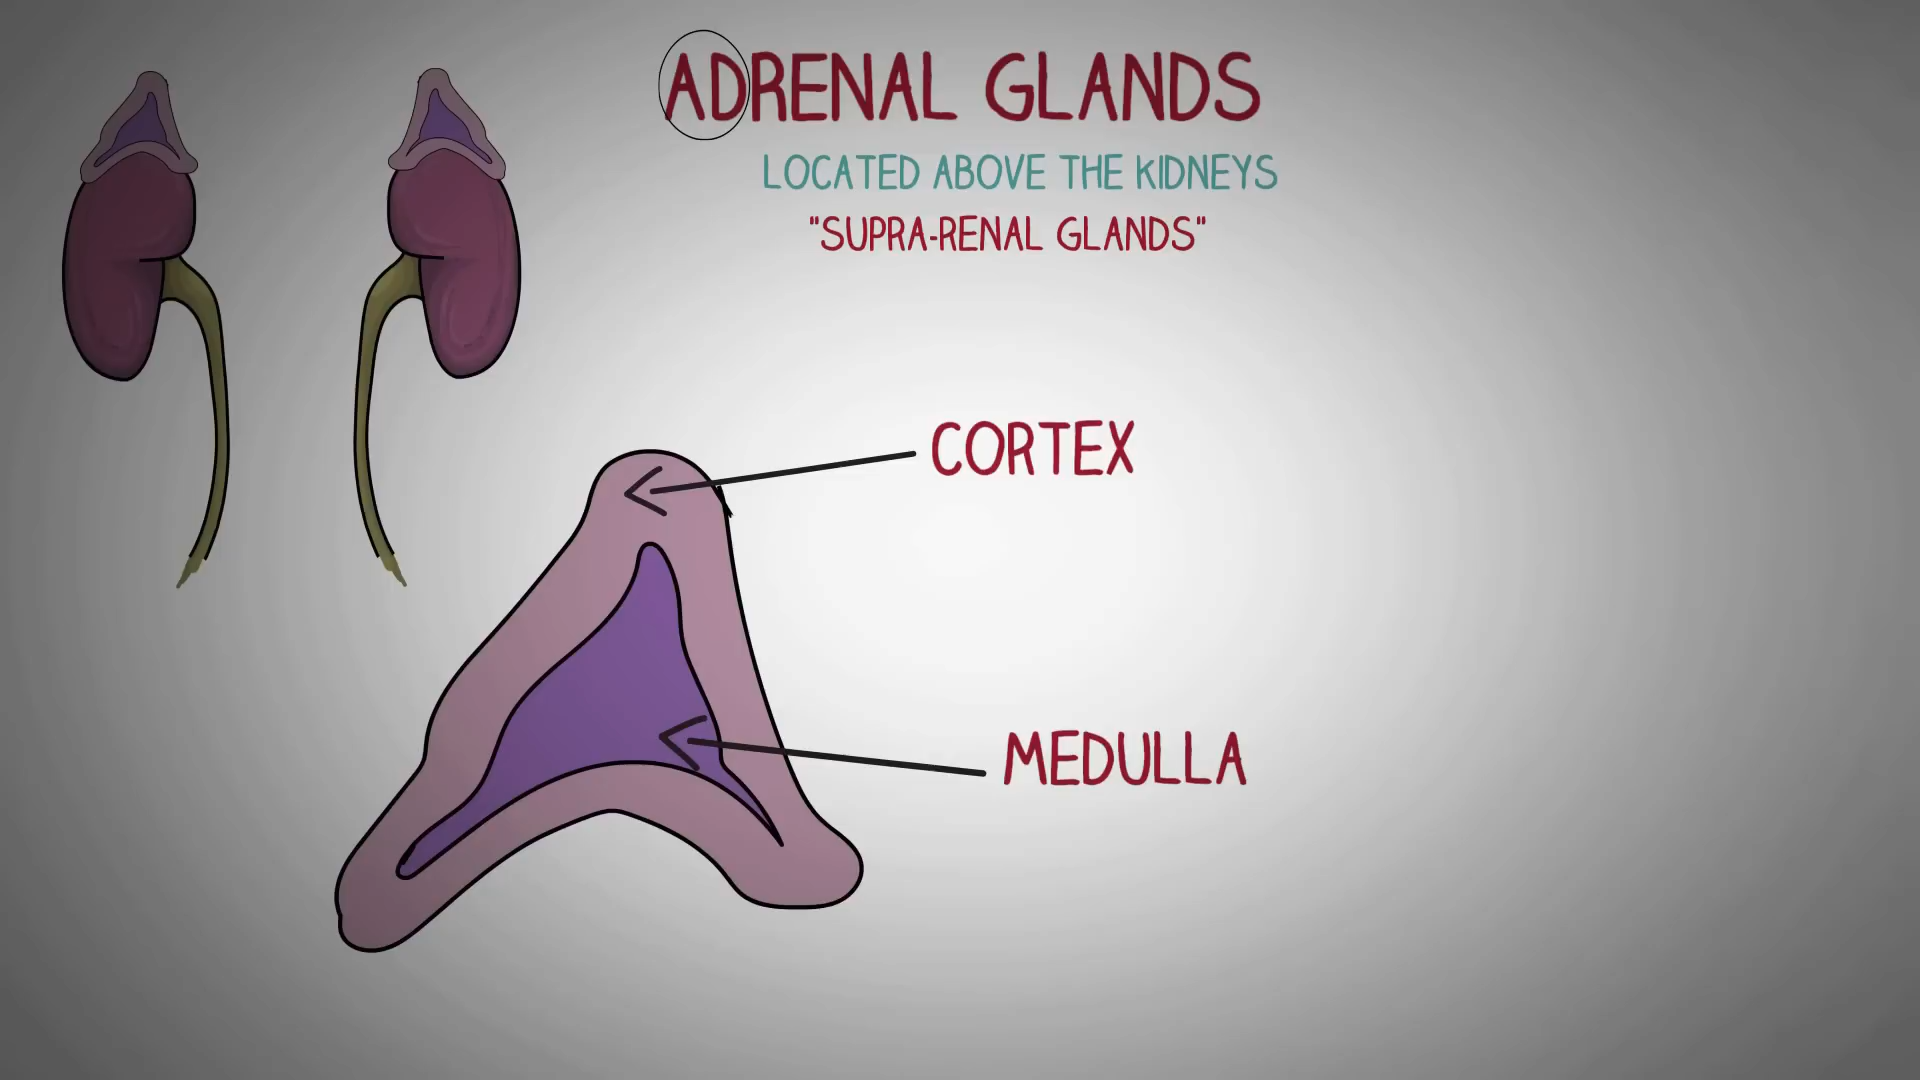 ADRENAL GLANDS
LOCATED ABOVE THE KIDNEYS
"SUPRA-RENAL GLANDS"
CORTEX
MEDULLA